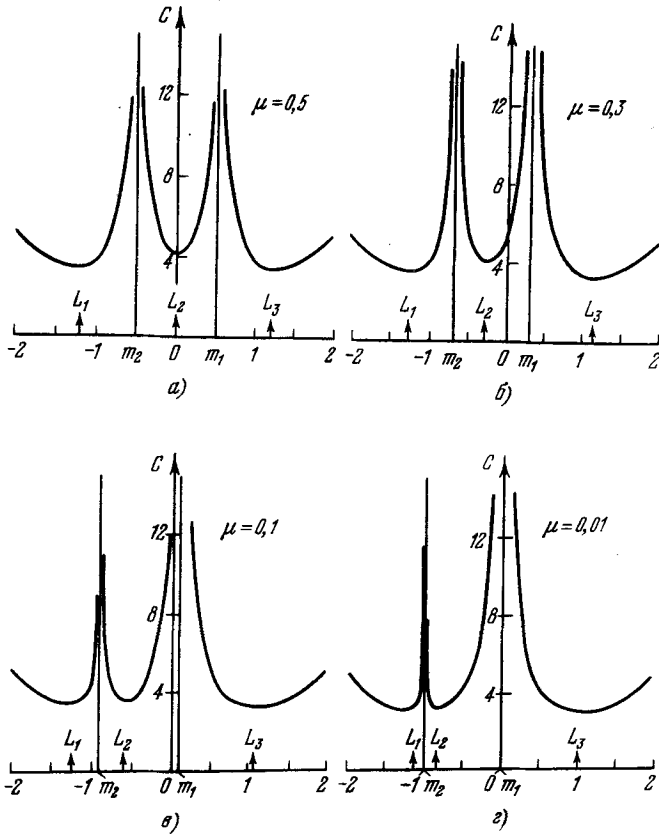 C
12
μ = 0,5
8
4
L₁ L₂ L₃
-2 -1 m₂ 0 m₁ 1 2
а)
C
12
μ = 0,3
8
4
L₁ L₂ L₃
-2 -1 m₂ 0 m₁ 1 2
б)
C
12
μ = 0,1
8
4
L₁ L₂ L₃
-2 -1 m₂ 0 m₁ 1 2
в)
C
12
μ = 0,01
8
4
L₁ L₂ L₃
-2 -1 m₂ 0 m₁ 1 2
г)